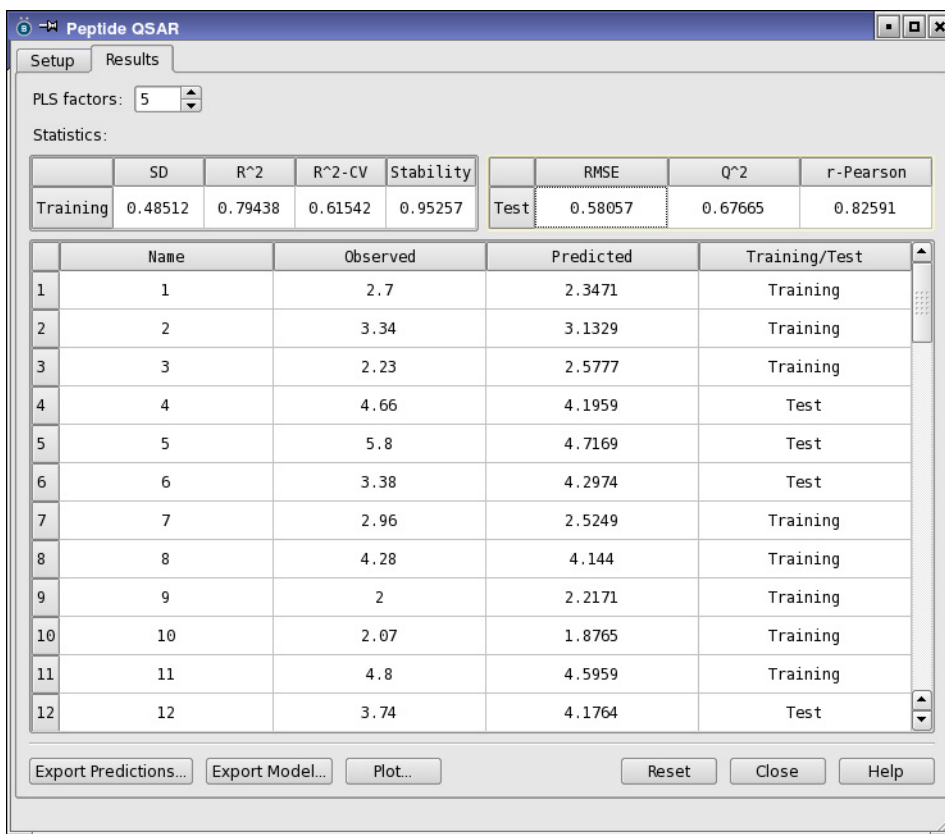 Peptide QSAR
Setup Results
PLS factors: 5
Statistics:
SD R^2 R^2-CV Stability RMSE Q^2 r-Pearson
Training 0.48512 0.79438 0.61542 0.95257 Test 0.58057 0.67665 0.82591
Name Observed Predicted Training/Test
1 1 2.7 2.3471 Training
2 2 3.34 3.1329 Training
3 3 2.23 2.5777 Training
4 4 4.66 4.1959 Test
5 5 5.8 4.7169 Test
6 6 3.38 4.2974 Test
7 7 2.96 2.5249 Training
8 8 4.28 4.144 Training
9 9 2 2.2171 Training
10 10 2.07 1.8765 Training
11 11 4.8 4.5959 Training
12 12 3.74 4.1764 Test
Export Predictions... Export Model... Plot... Reset Close Help